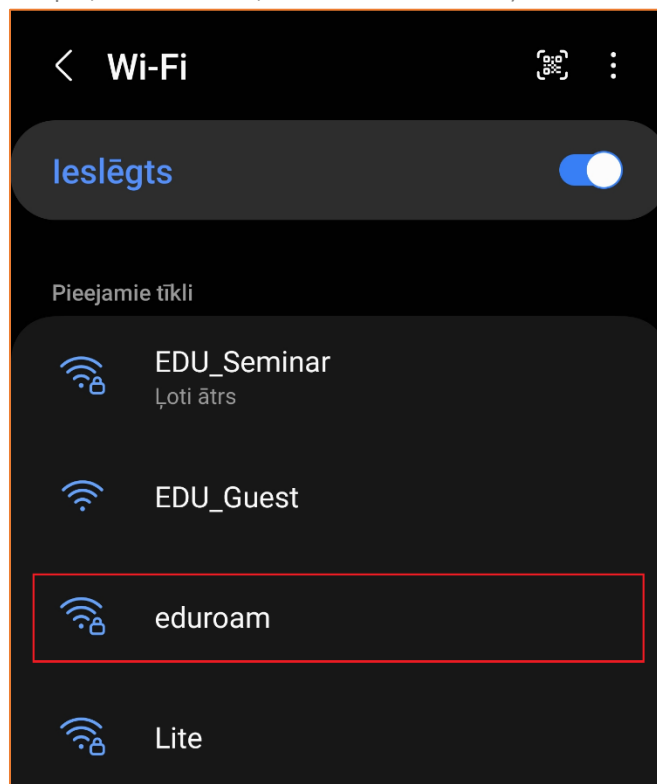 Wi-Fi
Ieslēgts
Pieejamie tīkli
EDU_Seminar
Ļoti ātrs
EDU_Guest
eduroam
Lite